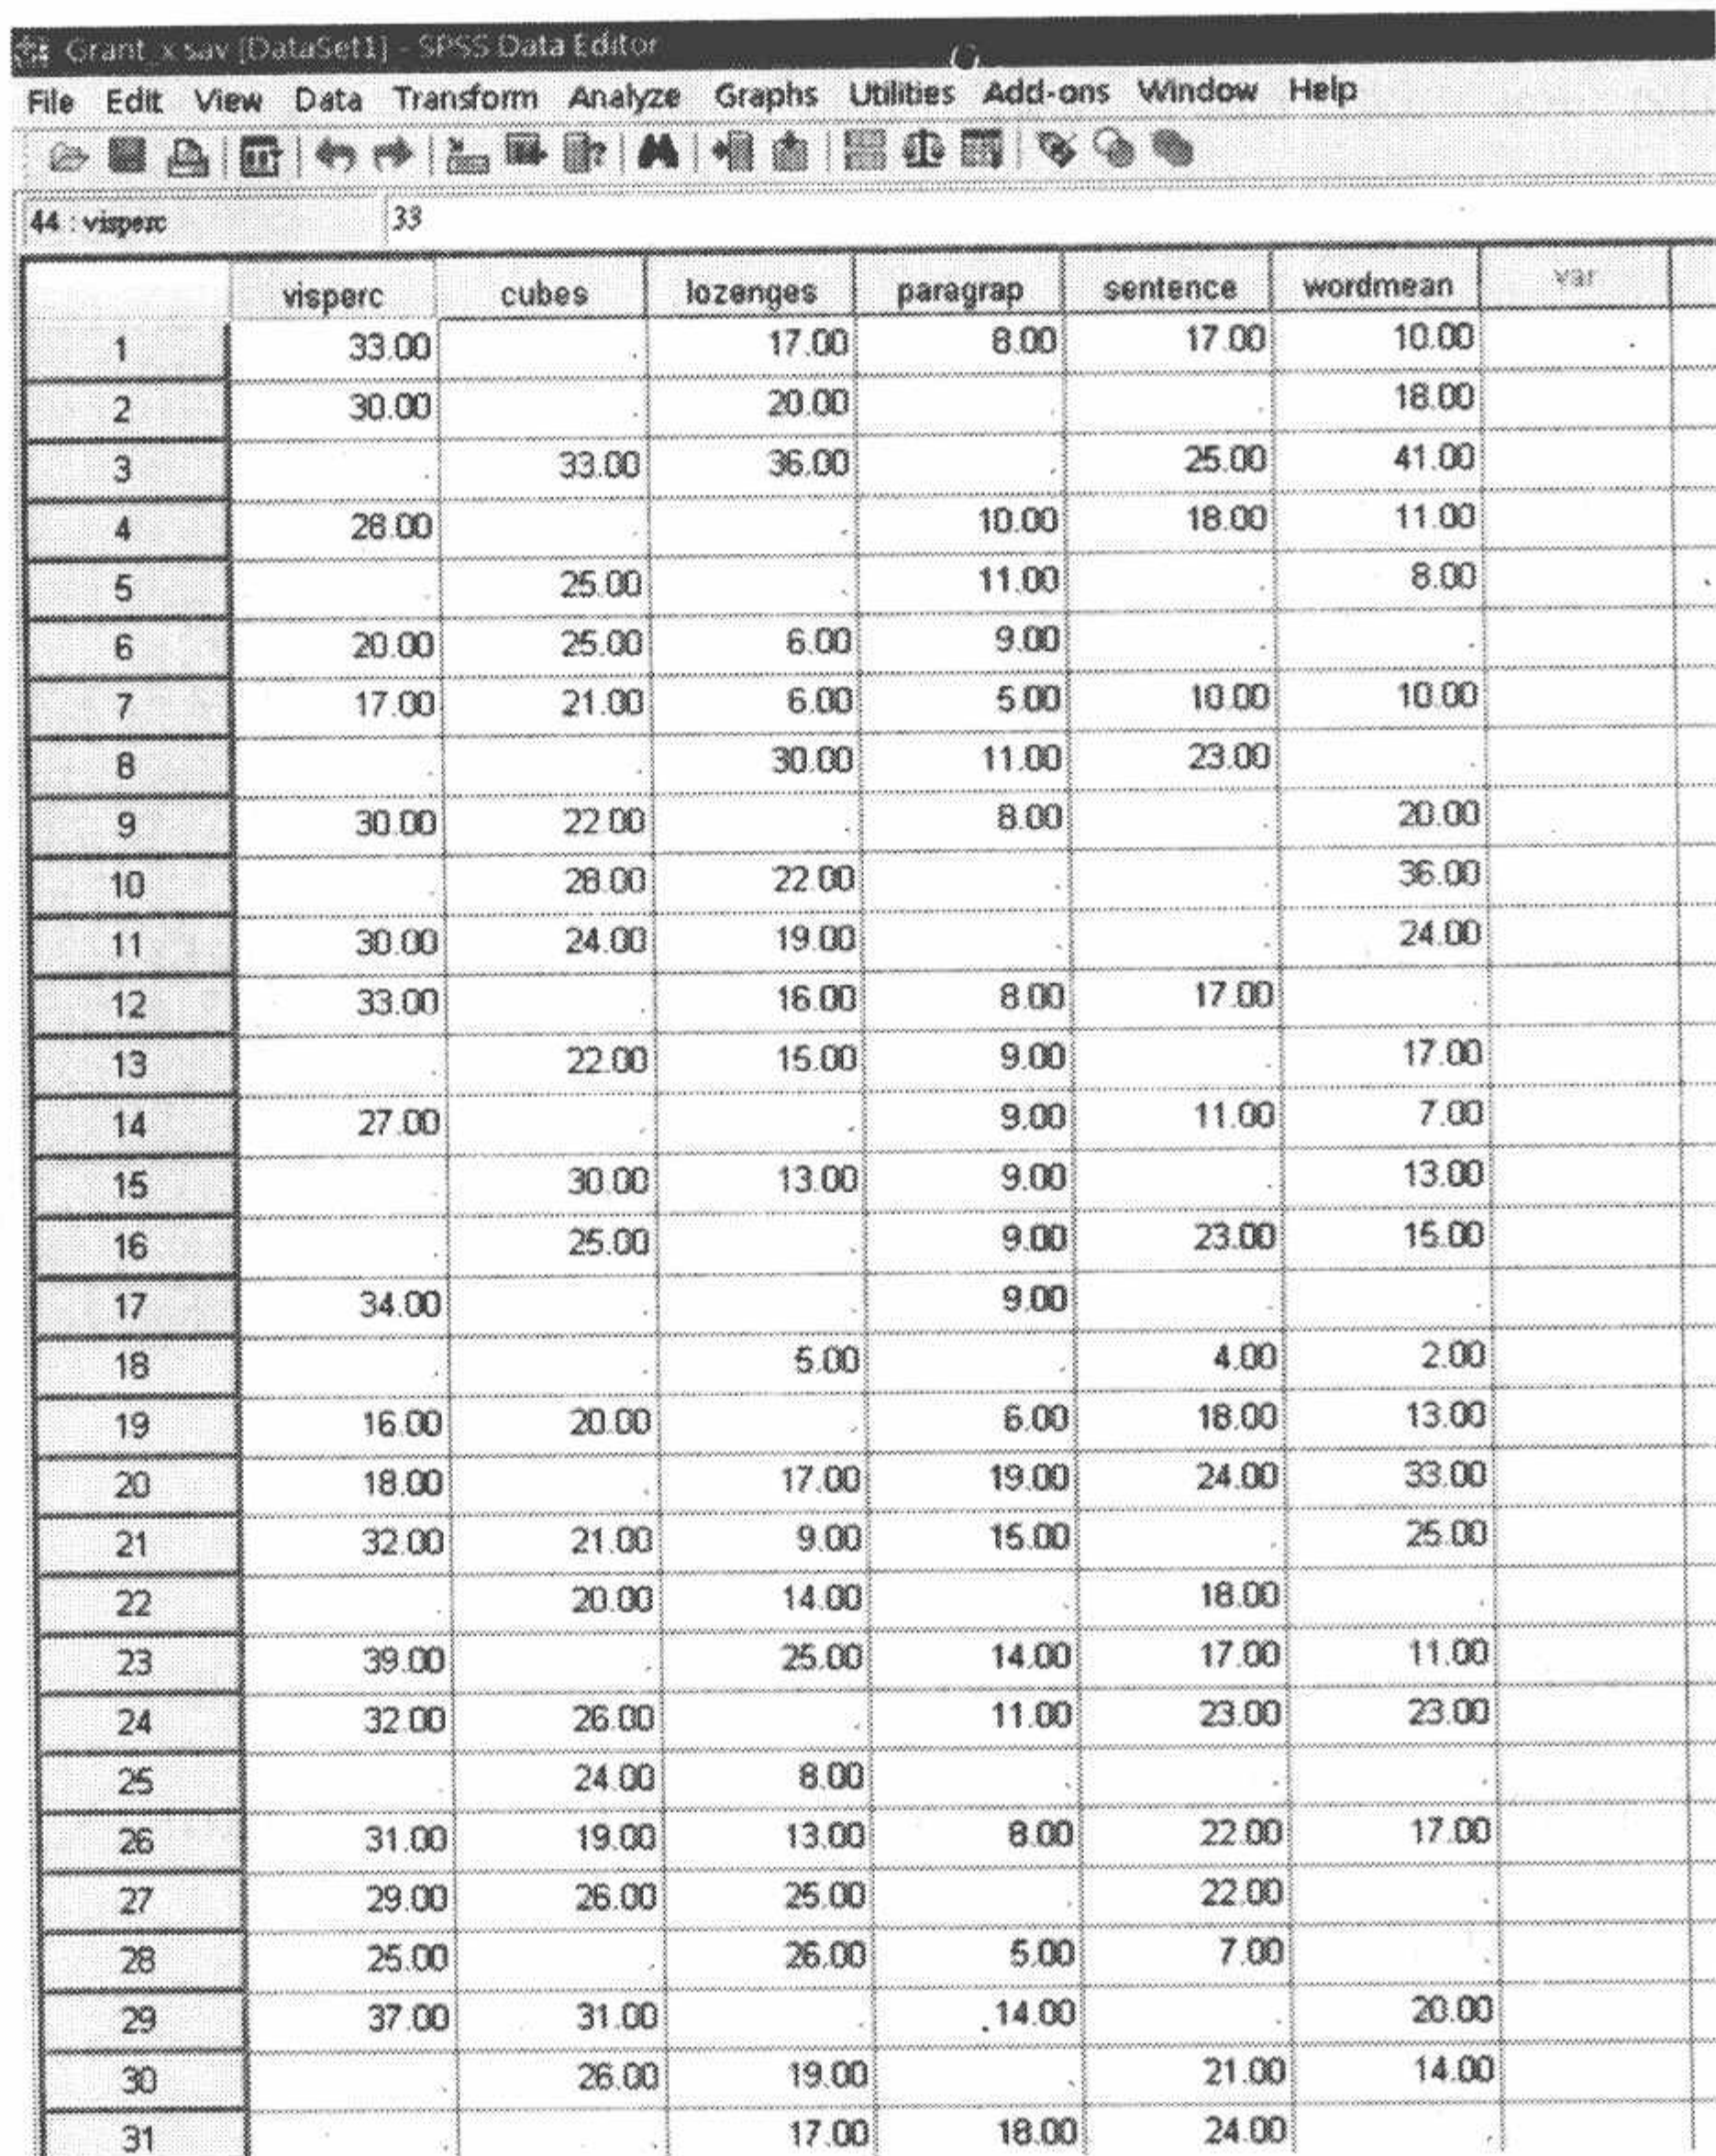 Grant_x.sav [DataSet1] - SPSS Data Editor
File Edit View Data Transform Analyze Graphs Utilities Add-ons Window Help
44 : visperc 33
visperc cubes lozenges paragrap sentence wordmean var
1 33.00 . 17.00 8.00 17.00 10.00
2 30.00 . 20.00 . . 18.00
3 . 33.00 36.00 . 25.00 41.00
4 28.00 . . 10.00 18.00 11.00
5 . 25.00 . 11.00 . 8.00
6 20.00 25.00 6.00 9.00 . .
7 17.00 21.00 6.00 5.00 10.00 10.00
8 . . 30.00 11.00 23.00 .
9 30.00 22.00 . 8.00 . 20.00
10 . 28.00 22.00 . . 36.00
11 30.00 24.00 19.00 . . 24.00
12 33.00 . 16.00 8.00 17.00 .
13 . 22.00 15.00 9.00 . 17.00
14 27.00 . . 9.00 11.00 7.00
15 . 30.00 13.00 9.00 . 13.00
16 . 25.00 . 9.00 23.00 15.00
17 34.00 . . 9.00 . .
18 . . 5.00 . 4.00 2.00
19 16.00 20.00 . 6.00 18.00 13.00
20 18.00 . 17.00 19.00 24.00 33.00
21 32.00 21.00 9.00 15.00 . 25.00
22 . 20.00 14.00 . 18.00 .
23 39.00 . 25.00 14.00 17.00 11.00
24 32.00 26.00 . 11.00 23.00 23.00
25 . 24.00 8.00 . . .
26 31.00 19.00 13.00 8.00 22.00 17.00
27 29.00 26.00 25.00 . 22.00 .
28 25.00 . 26.00 5.00 7.00 .
29 37.00 31.00 . 14.00 . 20.00
30 . 26.00 19.00 . 21.00 14.00
31 . . 17.00 18.00 24.00 .